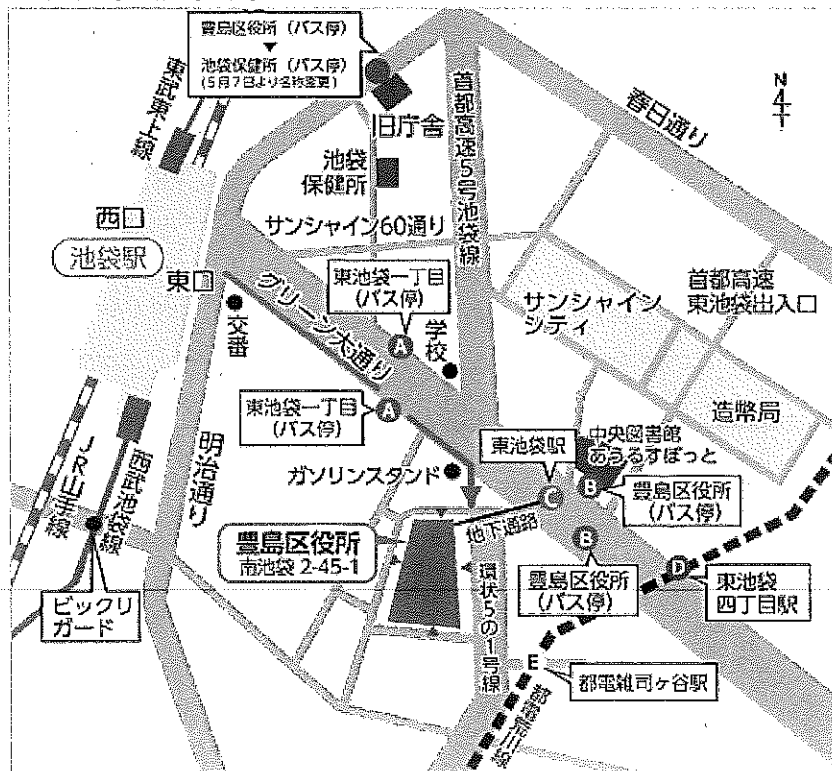 豊島区役所(バス停)
▼
池袋保健所(バス停)
(5月7日より名称変更)
東武東上線
旧庁舎
首都高速5号池袋線
春日通り
N
池袋
保健所
西口
池袋駅
東口
サンシャイン60通り
東池袋一丁目
(バス停)
A
グリーン大通り
交番
学校
サンシャイン
シティ
首都高速
東池袋出入口
造幣局
東池袋一丁目
(バス停)
A
明治通り
JR山手線
西武池袋線
ガソリンスタンド
東池袋駅
C
中央図書館
あうるすぽっと
B
豊島区役所
(バス停)
地下通路
豊島区役所
南池袋 2-45-1
B
豊島区役所
(バス停)
D
東池袋
四丁目駅
環状5の1号線
ビックリ
ガード
E
都電雑司ヶ谷駅
都電荒川線